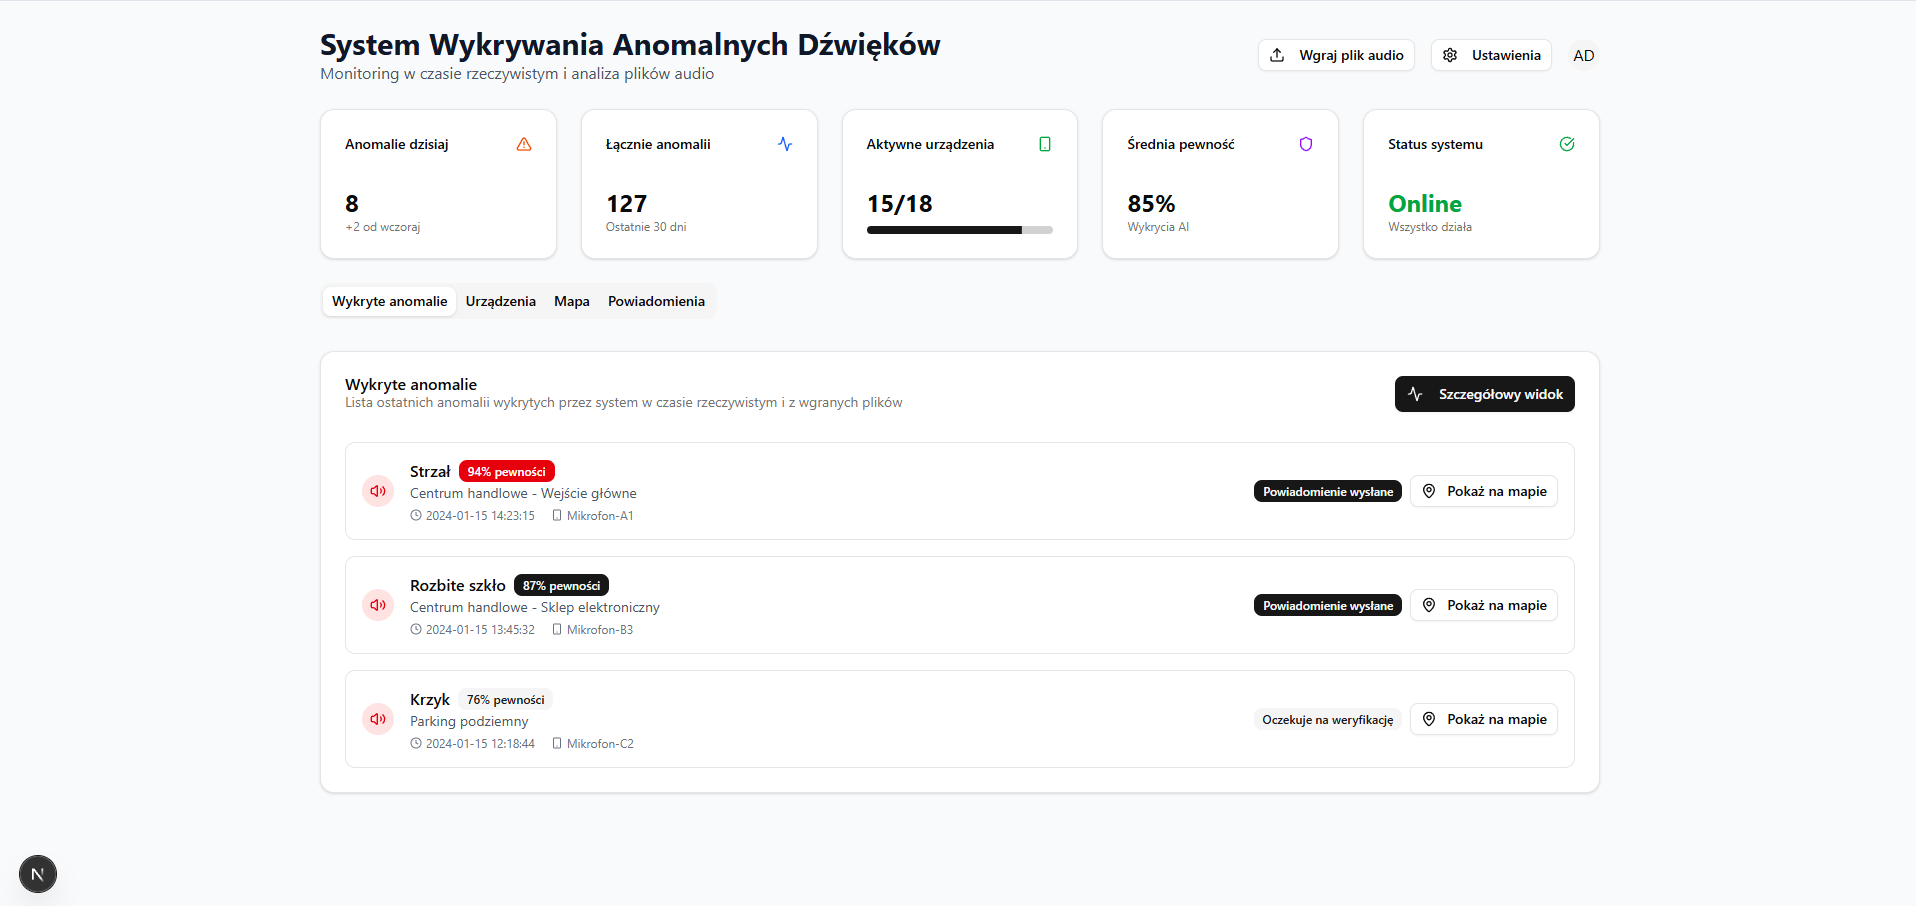 System Wykrywania Anomalnych Dźwięków
Monitoring w czasie rzeczywistym i analiza plików audio
Wgraj plik audio
Ustawienia
AD
Anomalie dzisiaj
8
+2 od wczoraj
Łącznie anomalii
127
Ostatnie 30 dni
Aktywne urządzenia
15/18
Średnia pewność
85%
Wykrycia AI
Status systemu
Online
Wszystko działa
Wykryte anomalie
Urządzenia
Mapa
Powiadomienia
Wykryte anomalie
Lista ostatnich anomalii wykrytych przez system w czasie rzeczywistym i z wgranych plików
Szczegółowy widok
Strzał
94% pewności
Centrum handlowe - Wejście główne
2024-01-15 14:23:15
Mikrofon-A1
Powiadomienie wysłane
Pokaż na mapie
Rozbite szkło
87% pewności
Centrum handlowe - Sklep elektroniczny
2024-01-15 13:45:32
Mikrofon-B3
Powiadomienie wysłane
Pokaż na mapie
Krzyk
76% pewności
Parking podziemny
2024-01-15 12:18:44
Mikrofon-C2
Oczekuje na weryfikację
Pokaż na mapie
N